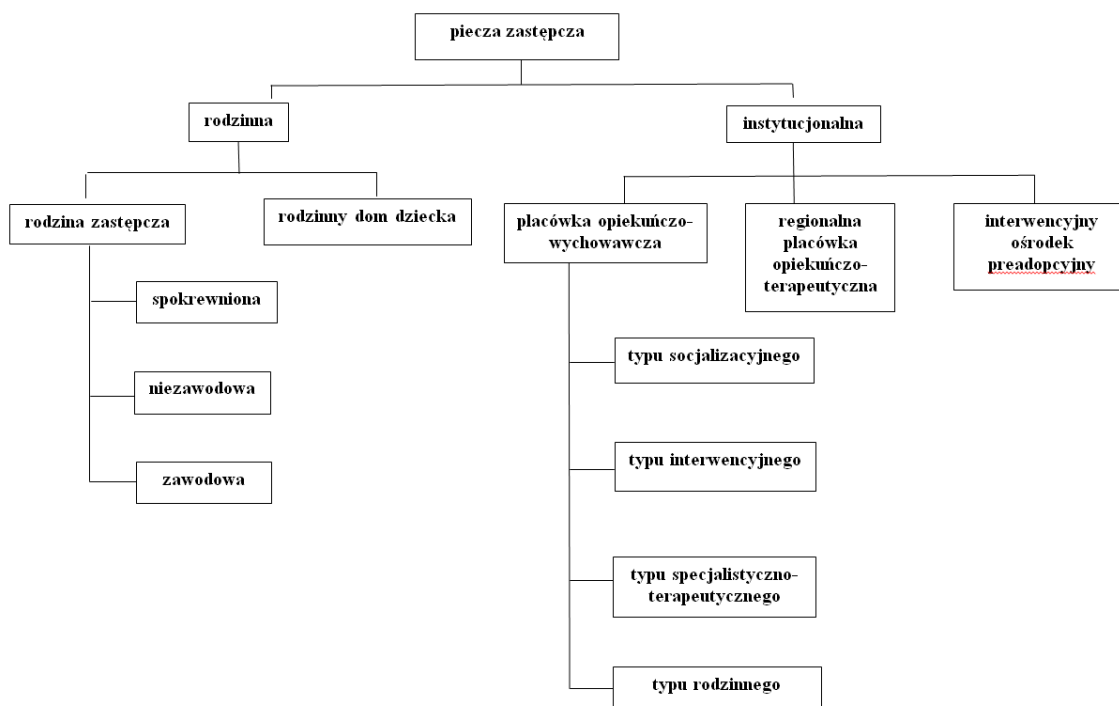 piecza zastępcza
rodzinna
instytucjonalna
rodzina zastępcza
rodzinny dom dziecka
placówka opiekuńczo-
wychowawcza
regionalna
placówka
opiekuńczo-
terapeutyczna
interwencyjny
ośrodek
preadopcyjny
spokrewniona
niezawodowa
zawodowa
typu socjalizacyjnego
typu interwencyjnego
typu specjalistyczno-
terapeutycznego
typu rodzinnego